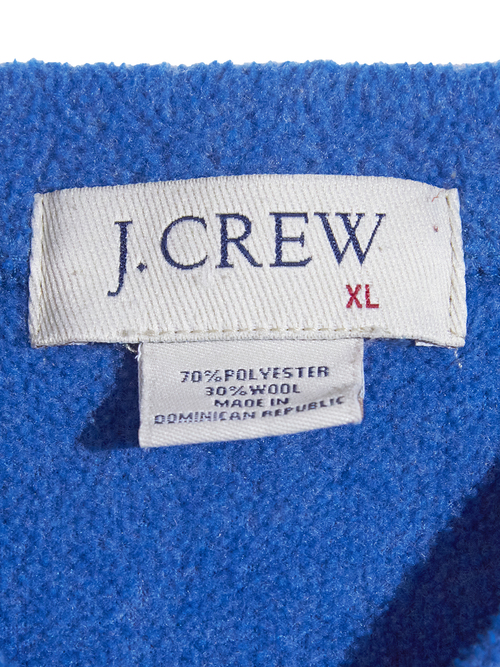 J.CREW
XL
70%POLYESTER
30%WOOL
MADE IN
DOMINICAN REPUBLIC